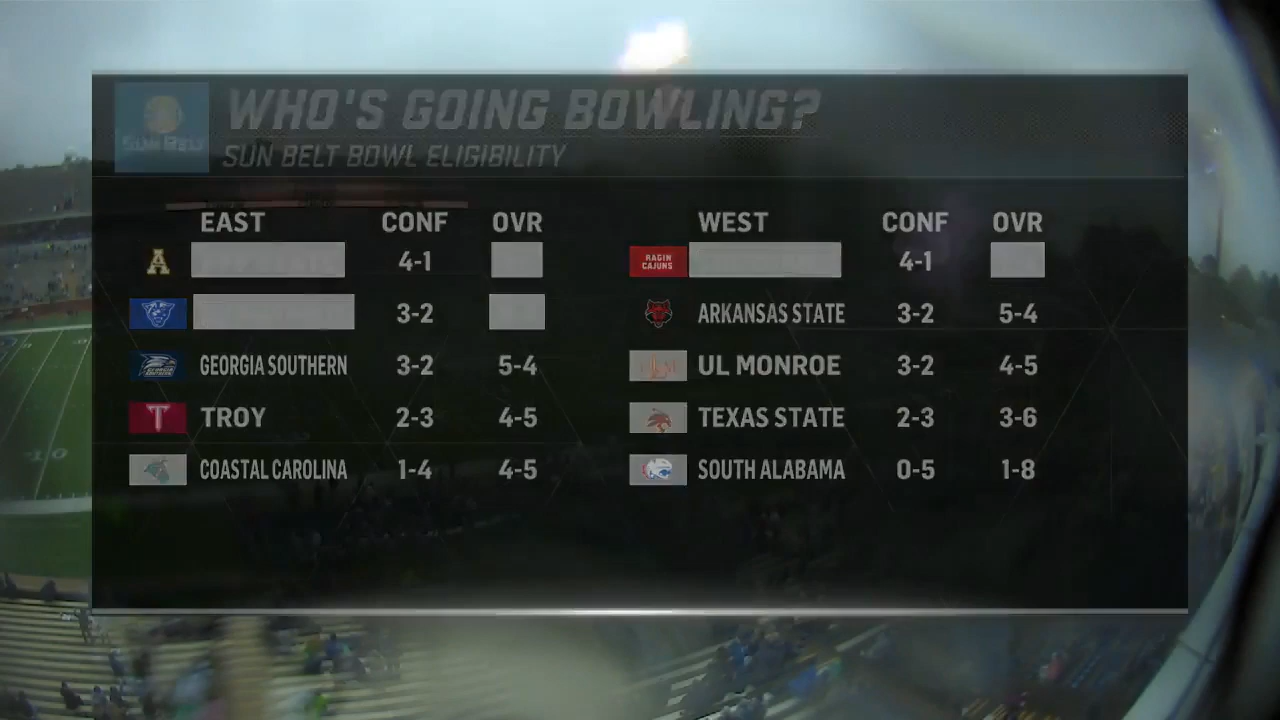 WHO'S GOING BOWLING?
SUN BELT
SUN BELT BOWL ELIGIBILITY
EAST CONF OVR
A 4-1
3-2
GEORGIA SOUTHERN 3-2 5-4
T TROY 2-3 4-5
COASTAL CAROLINA 1-4 4-5
WEST CONF OVR
RAGIN CAJUNS 4-1
ARKANSAS STATE 3-2 5-4
UL MONROE 3-2 4-5
TEXAS STATE 2-3 3-6
SOUTH ALABAMA 0-5 1-8